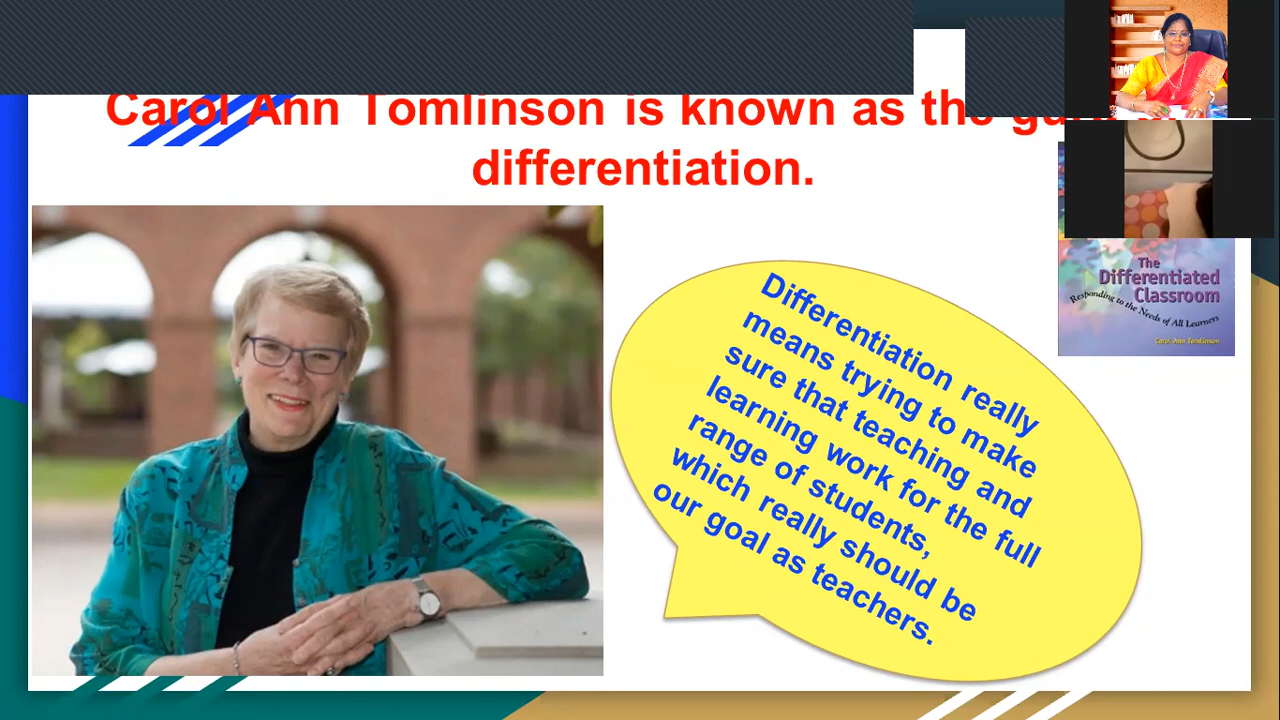 Carol Ann Tomlinson is known as the
differentiation.
Differentiation really
means trying to make
sure that teaching and
learning work for the full
range of students,
which really should be
our goal as teachers.
The
Differentiated
Classroom
Responding to the Needs of All Learners
Carol Ann Tomlinson